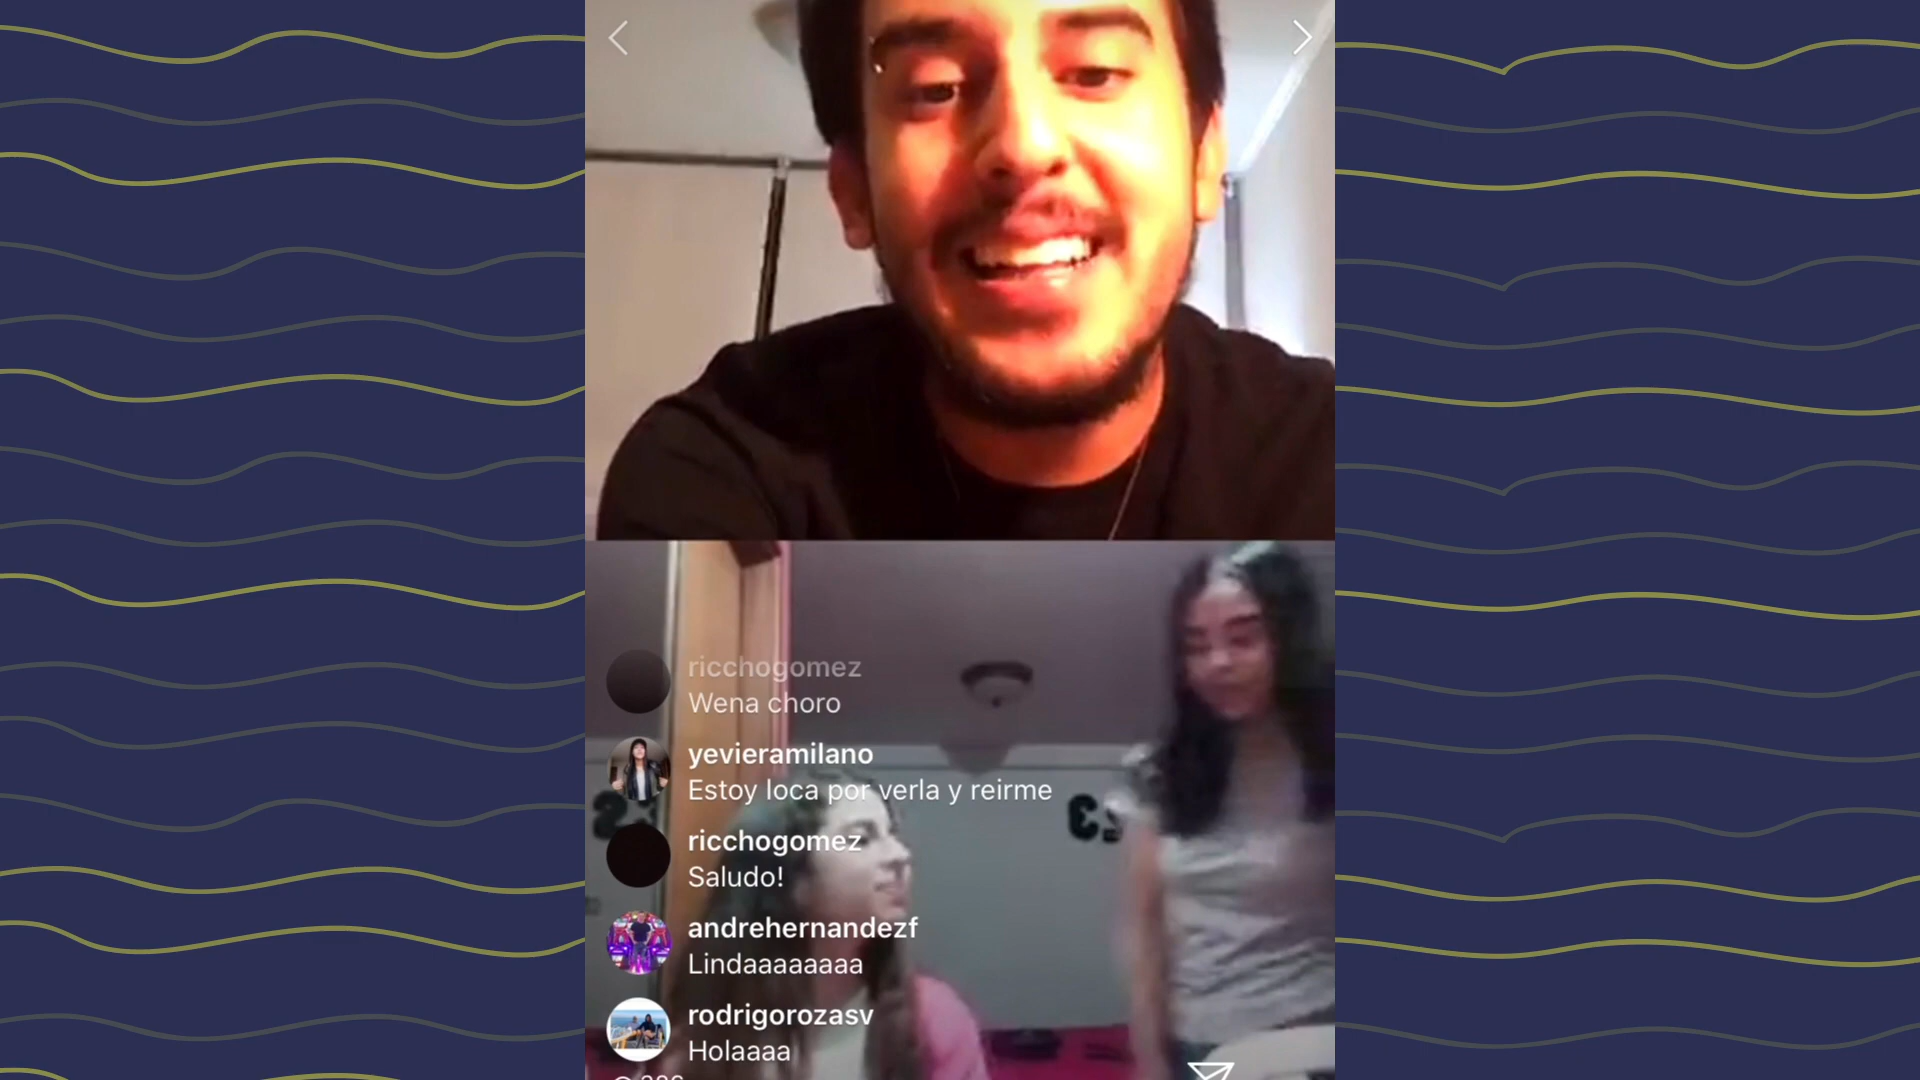 ricchogomez
Wena choro
yevieramilano
Estoy loca por verla y reirme
ricchogomez
Saludo!
andrehernandezf
Lindaaaaaaaa
rodrigorozasv
Holaaaa